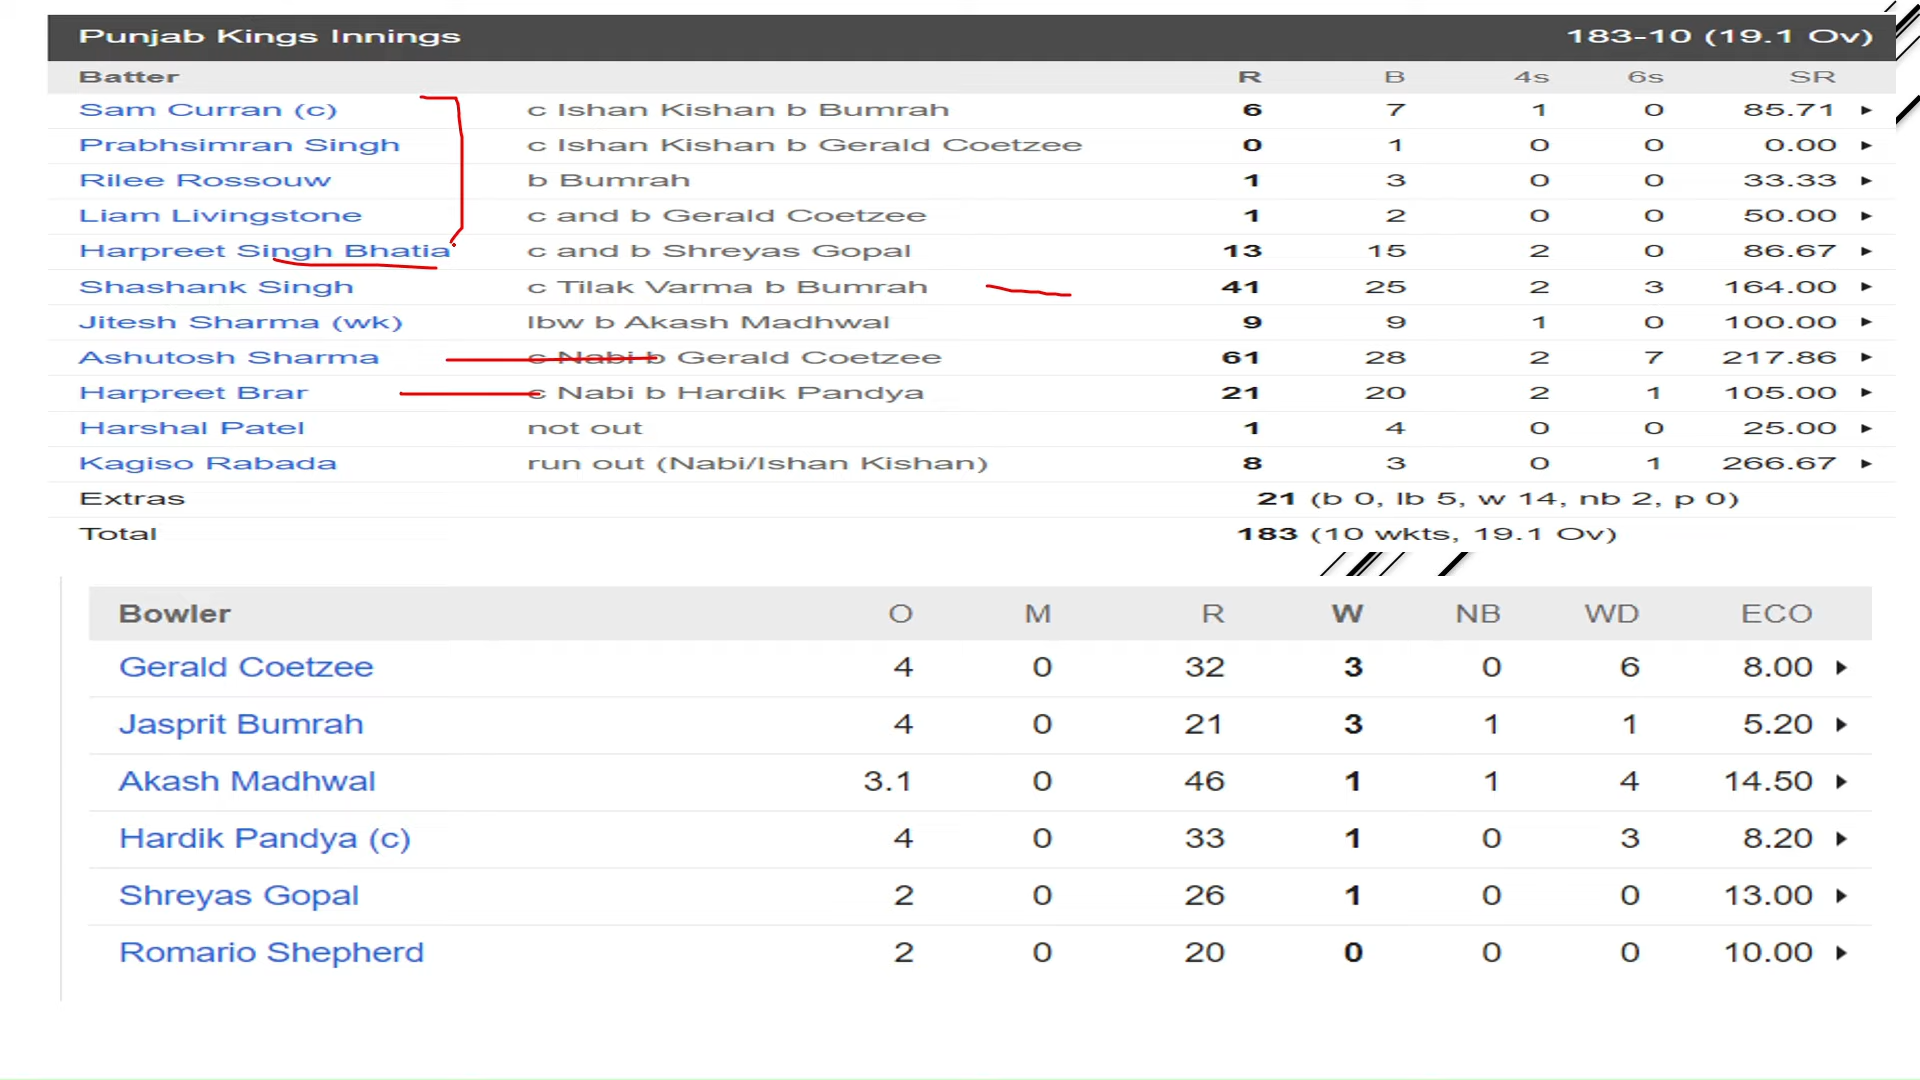 Punjab Kings Innings 183-10 (19.1 Ov)
Batter R B 4s 6s SR
Sam Curran (c) c Ishan Kishan b Bumrah 6 7 1 0 85.71
Prabhsimran Singh c Ishan Kishan b Gerald Coetzee 0 1 0 0 0.00
Rilee Rossouw b Bumrah 1 3 0 0 33.33
Liam Livingstone c and b Gerald Coetzee 1 2 0 0 50.00
Harpreet Singh Bhatia c and b Shreyas Gopal 13 15 2 0 86.67
Shashank Singh c Tilak Varma b Bumrah 41 25 2 3 164.00
Jitesh Sharma (wk) lbw b Akash Madhwal 9 9 1 0 100.00
Ashutosh Sharma c Nabi b Gerald Coetzee 61 28 2 7 217.86
Harpreet Brar c Nabi b Hardik Pandya 21 20 2 1 105.00
Harshal Patel not out 1 4 0 0 25.00
Kagiso Rabada run out (Nabi/Ishan Kishan) 8 3 0 1 266.67
Extras 21 (b 0, lb 5, w 14, nb 2, p 0)
Total 183 (10 wkts, 19.1 Ov)
Bowler O M R W NB WD ECO
Gerald Coetzee 4 0 32 3 0 6 8.00
Jasprit Bumrah 4 0 21 3 1 1 5.20
Akash Madhwal 3.1 0 46 1 1 4 14.50
Hardik Pandya (c) 4 0 33 1 0 3 8.20
Shreyas Gopal 2 0 26 1 0 0 13.00
Romario Shepherd 2 0 20 0 0 0 10.00